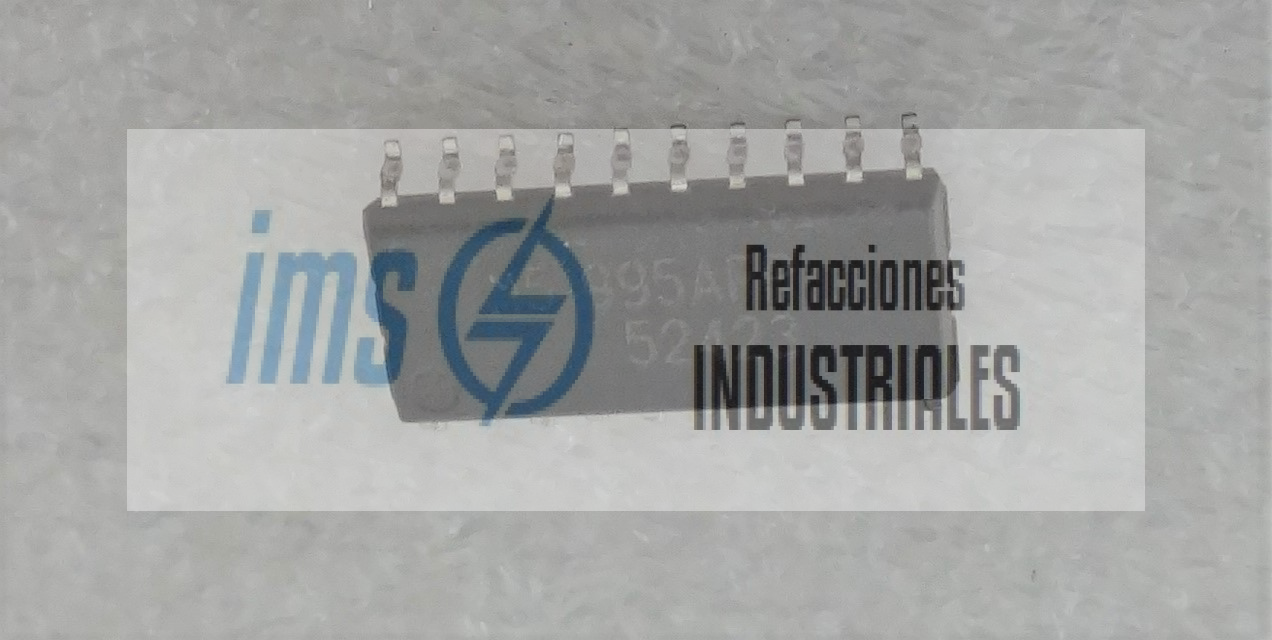 ims
Refacciones
INDUSTRIALES
52423